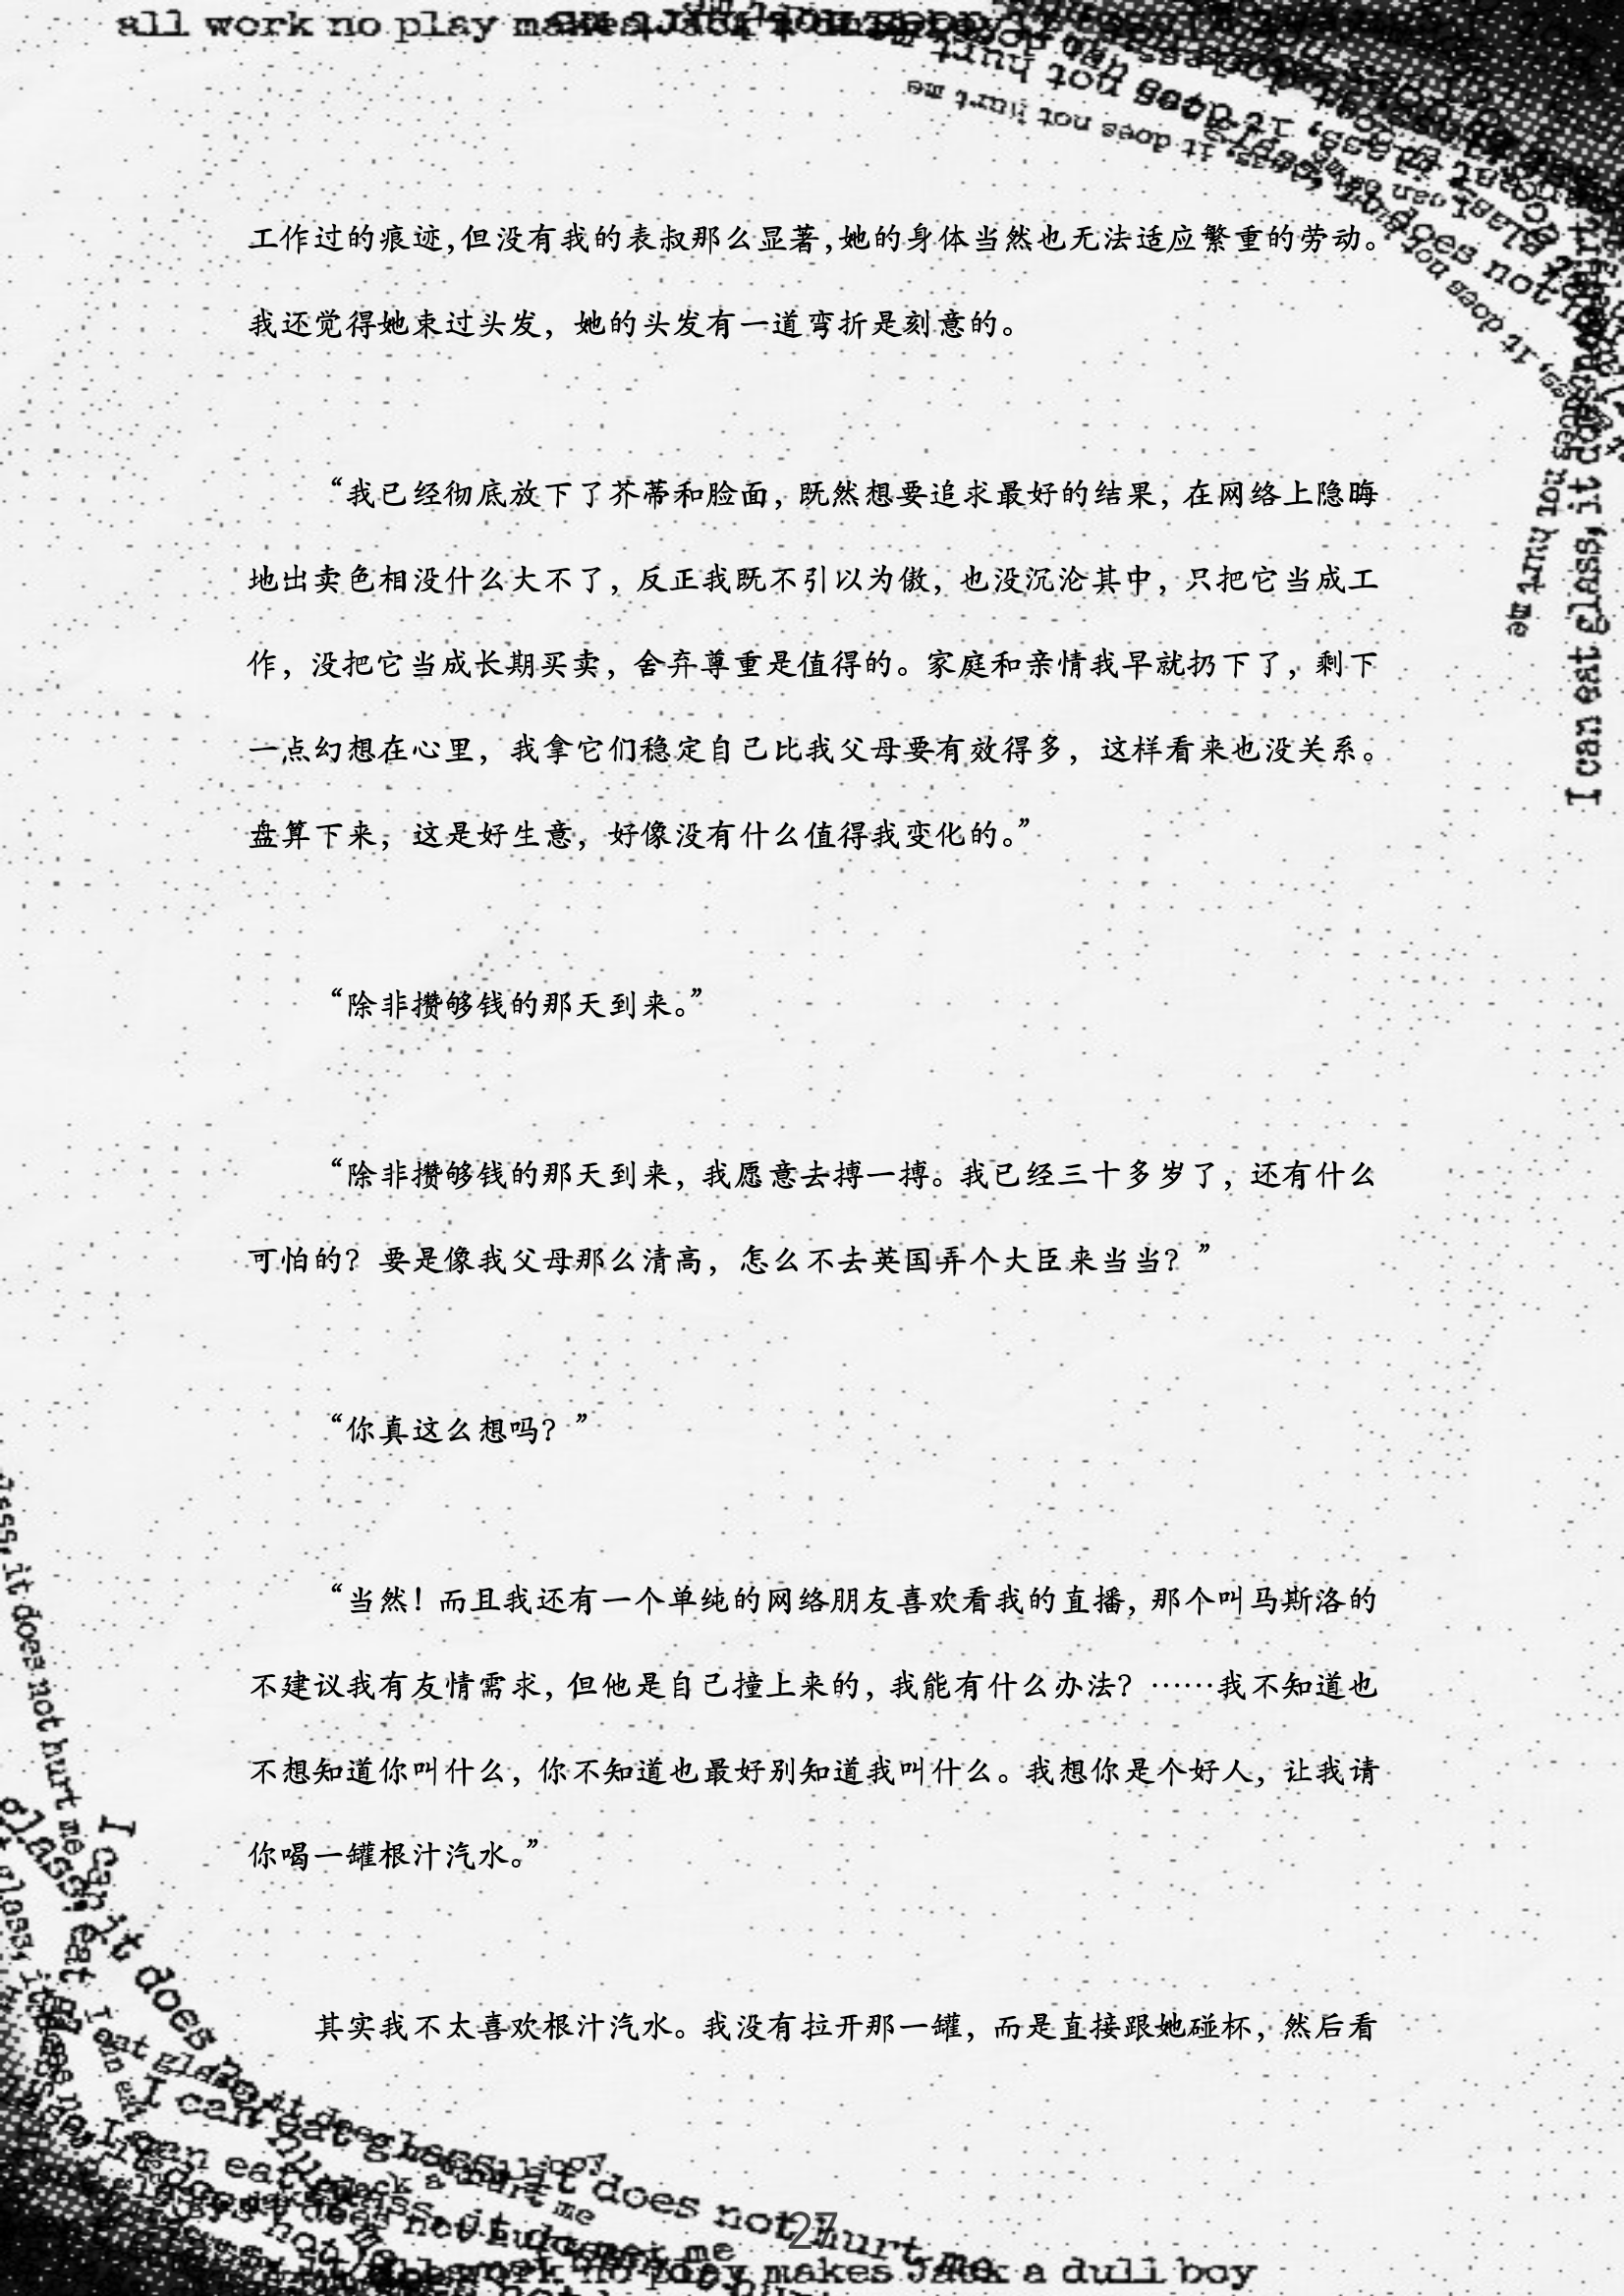 all work no play makes Jack a dull
does not hurt me
it does not hurt me
I can eat glass, it does not hurt me
工作过的痕迹，但没有我的表叔那么显著，她的身体当然也无法适应繁重的劳动。
我还觉得她束过头发，她的头发有一道弯折是刻意的。
“我已经彻底放下了芥蒂和脸面，既然想要追求最好的结果，在网络上隐晦
地出卖色相没什么大不了，反正我既不引以为傲，也没沉沦其中，只把它当成工
作，没把它当成长期买卖，舍弃尊重是值得的。家庭和亲情我早就扔下了，剩下
一点幻想在心里，我拿它们稳定自己比我父母要有效得多，这样看来也没关系。
盘算下来，这是好生意，好像没有什么值得我变化的。”
“除非攒够钱的那天到来。”
“除非攒够钱的那天到来，我愿意去搏一搏。我已经三十多岁了，还有什么
可怕的？要是像我父母那么清高，怎么不去英国弄个大臣来当当？”
“你真这么想吗？”
“当然！而且我还有一个单纯的网络朋友喜欢看我的直播，那个叫马斯洛的
不建议我有友情需求，但他是自己撞上来的，我能有什么办法？……我不知道也
不想知道你叫什么，你不知道也最好别知道我叫什么。我想你是个好人，让我请
你喝一罐根汁汽水。”
其实我不太喜欢根汁汽水。我没有拉开那一罐，而是直接跟她碰杯，然后看
glass, it does not hurt me
I can eat glass, it does not hurt me
27
makes Jack a dull boy